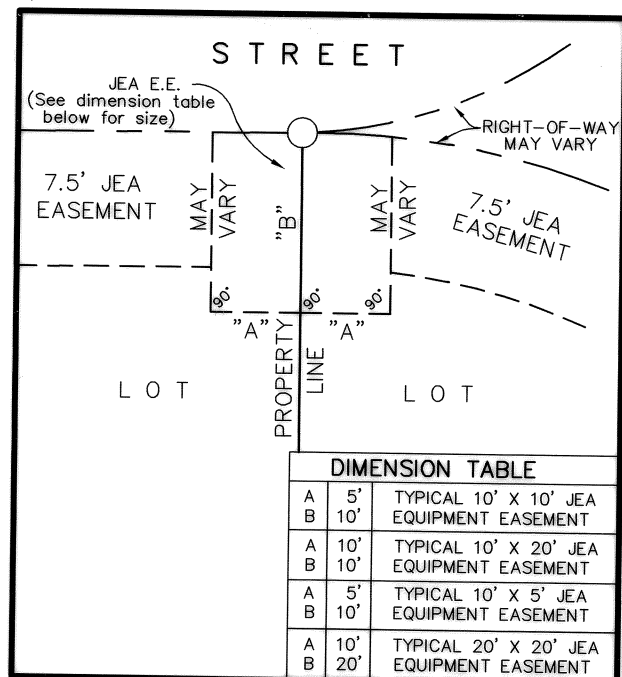 STREET
JEA E.E.
(See dimension table
below for size)
RIGHT-OF-WAY
MAY VARY
7.5' JEA
EASEMENT
MAY
VARY
"B"
MAY
VARY
7.5' JEA
EASEMENT
90°
90°
90°
"A"
"A"
PROPERTY
LINE
LOT
LOT
DIMENSION TABLE
A 5' TYPICAL 10' X 10' JEA
B 10' EQUIPMENT EASEMENT
A 10' TYPICAL 10' X 20' JEA
B 10' EQUIPMENT EASEMENT
A 5' TYPICAL 10' X 5' JEA
B 10' EQUIPMENT EASEMENT
A 10' TYPICAL 20' X 20' JEA
B 20' EQUIPMENT EASEMENT